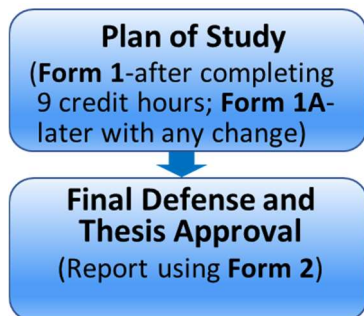 Plan of Study
(Form 1-after completing
9 credit hours; Form 1A-
later with any change)
Final Defense and
Thesis Approval
(Report using Form 2)